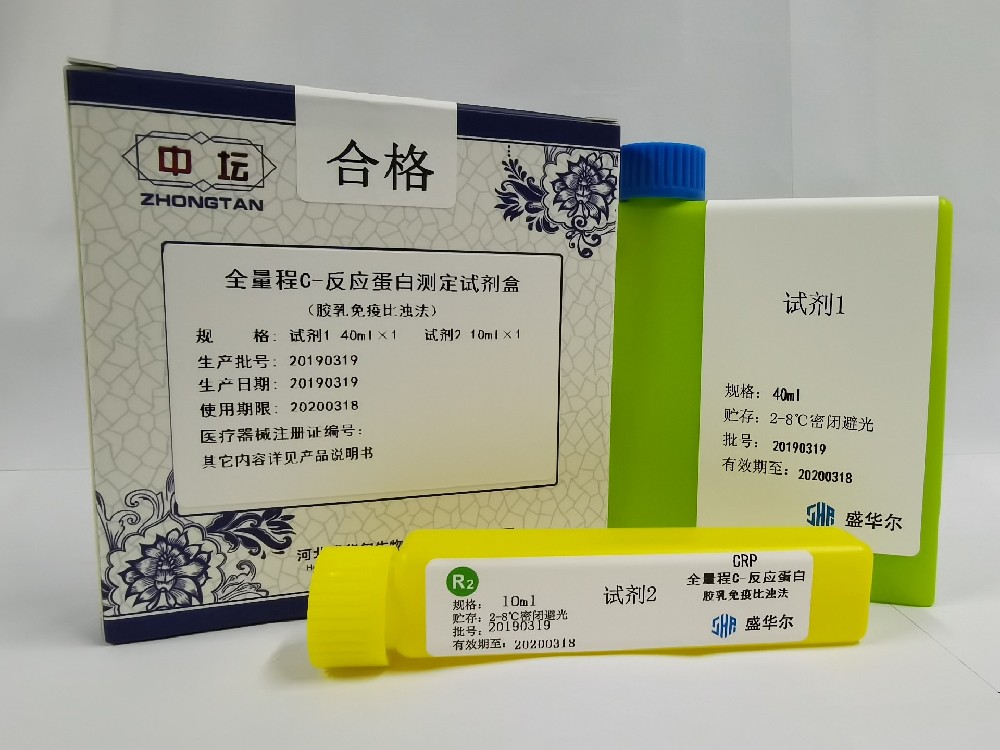 合格
中坛
ZHONGTAN
全量程C-反应蛋白测定试剂盒
（胶乳免疫比浊法）
规 格: 试剂1 40ml×1 试剂2 10ml×1
生产批号: 20190319
生产日期: 20190319
使用期限: 20200318
医疗器械注册证编号:
其它内容详见产品说明书
河北
试剂1
规格: 40ml
贮存: 2-8℃密闭避光
批号: 20190319
有效期至: 20200318
SHR 盛华尔
R2
规格: 10ml
贮存: 2-8℃密闭避光
批号: 20190319
有效期至: 20200318
试剂2
CRP
全量程C-反应蛋白
胶乳免疫比浊法
SHR 盛华尔